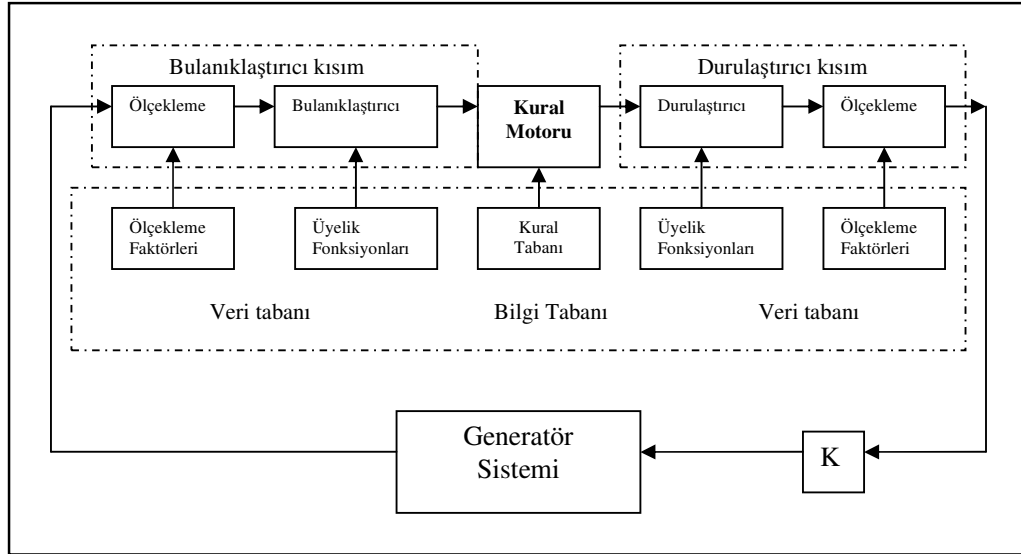 Bulanıklaştırıcı kısım
Durulaştırıcı kısım
Ölçekleme
Bulanıklaştırıcı
Kural
Motoru
Durulaştırıcı
Ölçekleme
Ölçekleme
Faktörleri
Üyelik
Fonksiyonları
Kural
Tabanı
Üyelik
Fonksiyonları
Ölçekleme
Faktörleri
Veri tabanı
Bilgi Tabanı
Veri tabanı
Generatör
Sistemi
K